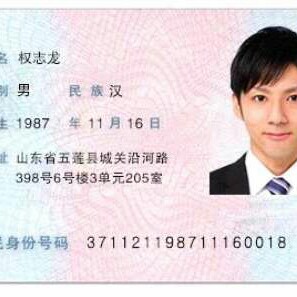 名 权志龙
别 男 民族 汉
生 1987 年 11 月 16 日
址 山东省五莲县城关沿河路
398号6号楼3单元205室
民身份号码 371121198711160018